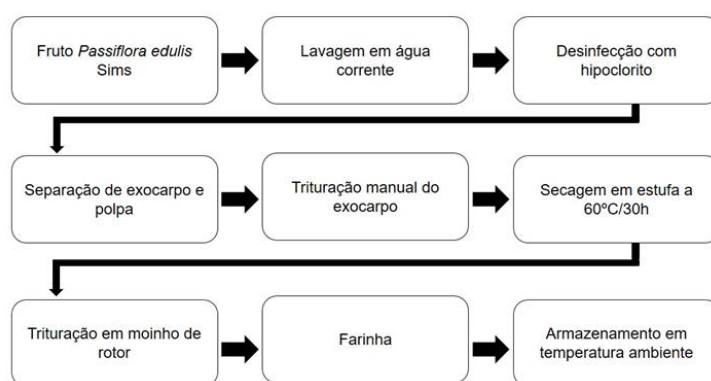 Fruto Passiflora edulis
Sims
Lavagem em água
corrente
Desinfecção com
hipoclorito
Separação de exocarpo e
polpa
Trituração manual do
exocarpo
Secagem em estufa a
60ºC/30h
Trituração em moinho de
rotor
Farinha
Armazenamento em
temperatura ambiente